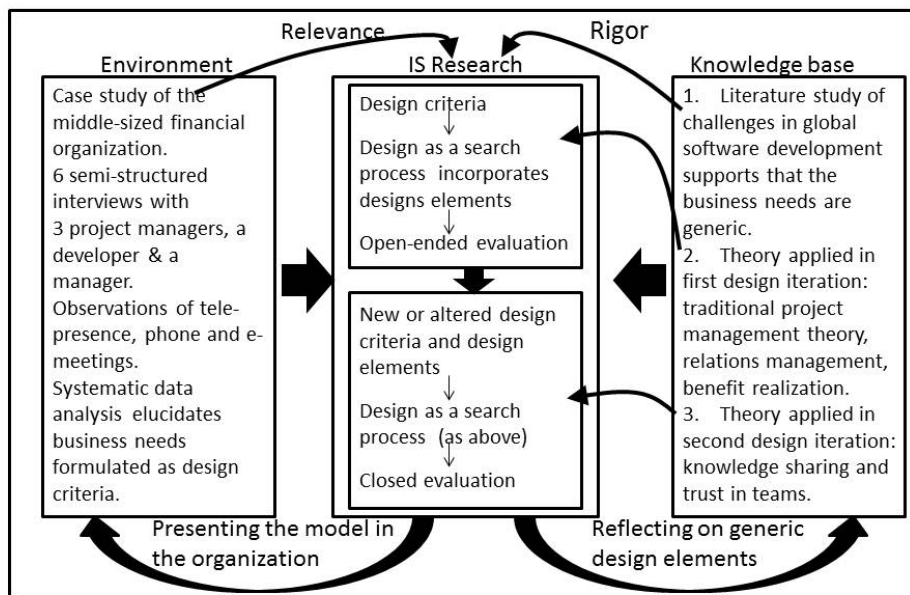 Relevance
Rigor
Environment
Case study of the
middle-sized financial
organization.
6 semi-structured
interviews with
3 project managers, a
developer & a
manager.
Observations of tele-
presence, phone and e-
meetings.
Systematic data
analysis elucidates
business needs
formulated as design
criteria.
IS Research
Design criteria
Design as a search
process incorporates
designs elements
Open-ended evaluation
New or altered design
criteria and design
elements
Design as a search
process (as above)
Closed evaluation
Knowledge base
1. Literature study of
challenges in global
software development
supports that the
business needs are
generic.
2. Theory applied in
first design iteration:
traditional project
management theory,
relations management,
benefit realization.
3. Theory applied in
second design iteration:
knowledge sharing and
trust in teams.
Presenting the model in
the organization
Reflecting on generic
design elements